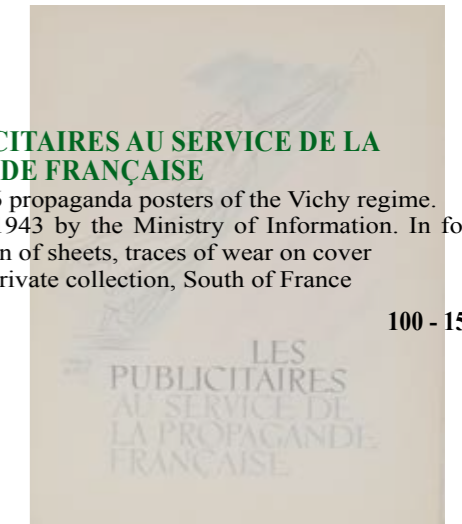 CITAIRES AU SERVICE DE LA
DE FRANÇAISE
propaganda posters of the Vichy regime.
1943 by the Ministry of Information. In fo
n of sheets, traces of wear on cover
rivate collection, South of France
100 - 15
LES
PUBLICITAIRES
AU SERVICE DE
LA PROPAGANDE
FRANÇAISE